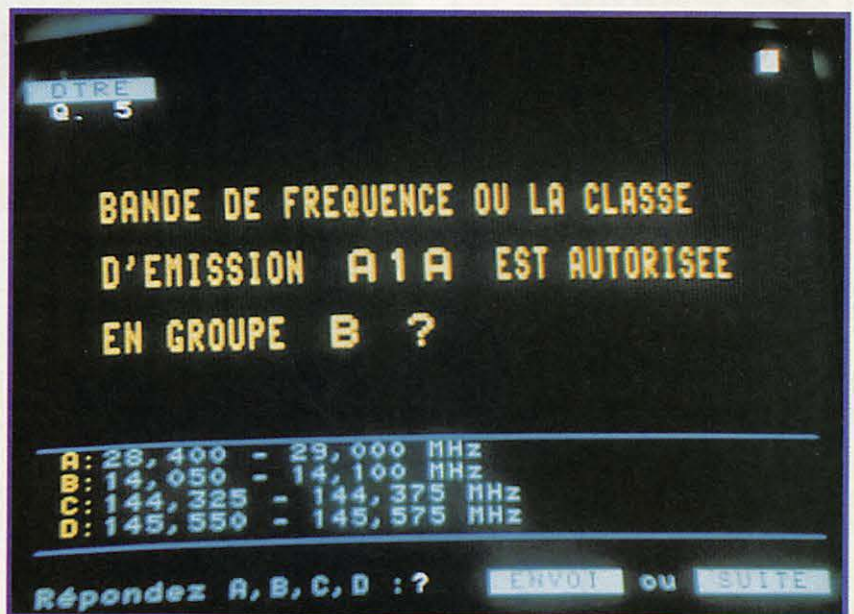 DTRE
Q. 5
BANDE DE FREQUENCE OU LA CLASSE
D'EMISSION A1A EST AUTORISEE
EN GROUPE B ?
A:28,400 - 29,000 MHz
B:14,050 - 14,100 MHz
C:144,325 - 144,375 MHz
D:145,550 - 145,575 MHz
Répondez A,B,C,D :? ENVOI ou SUITE